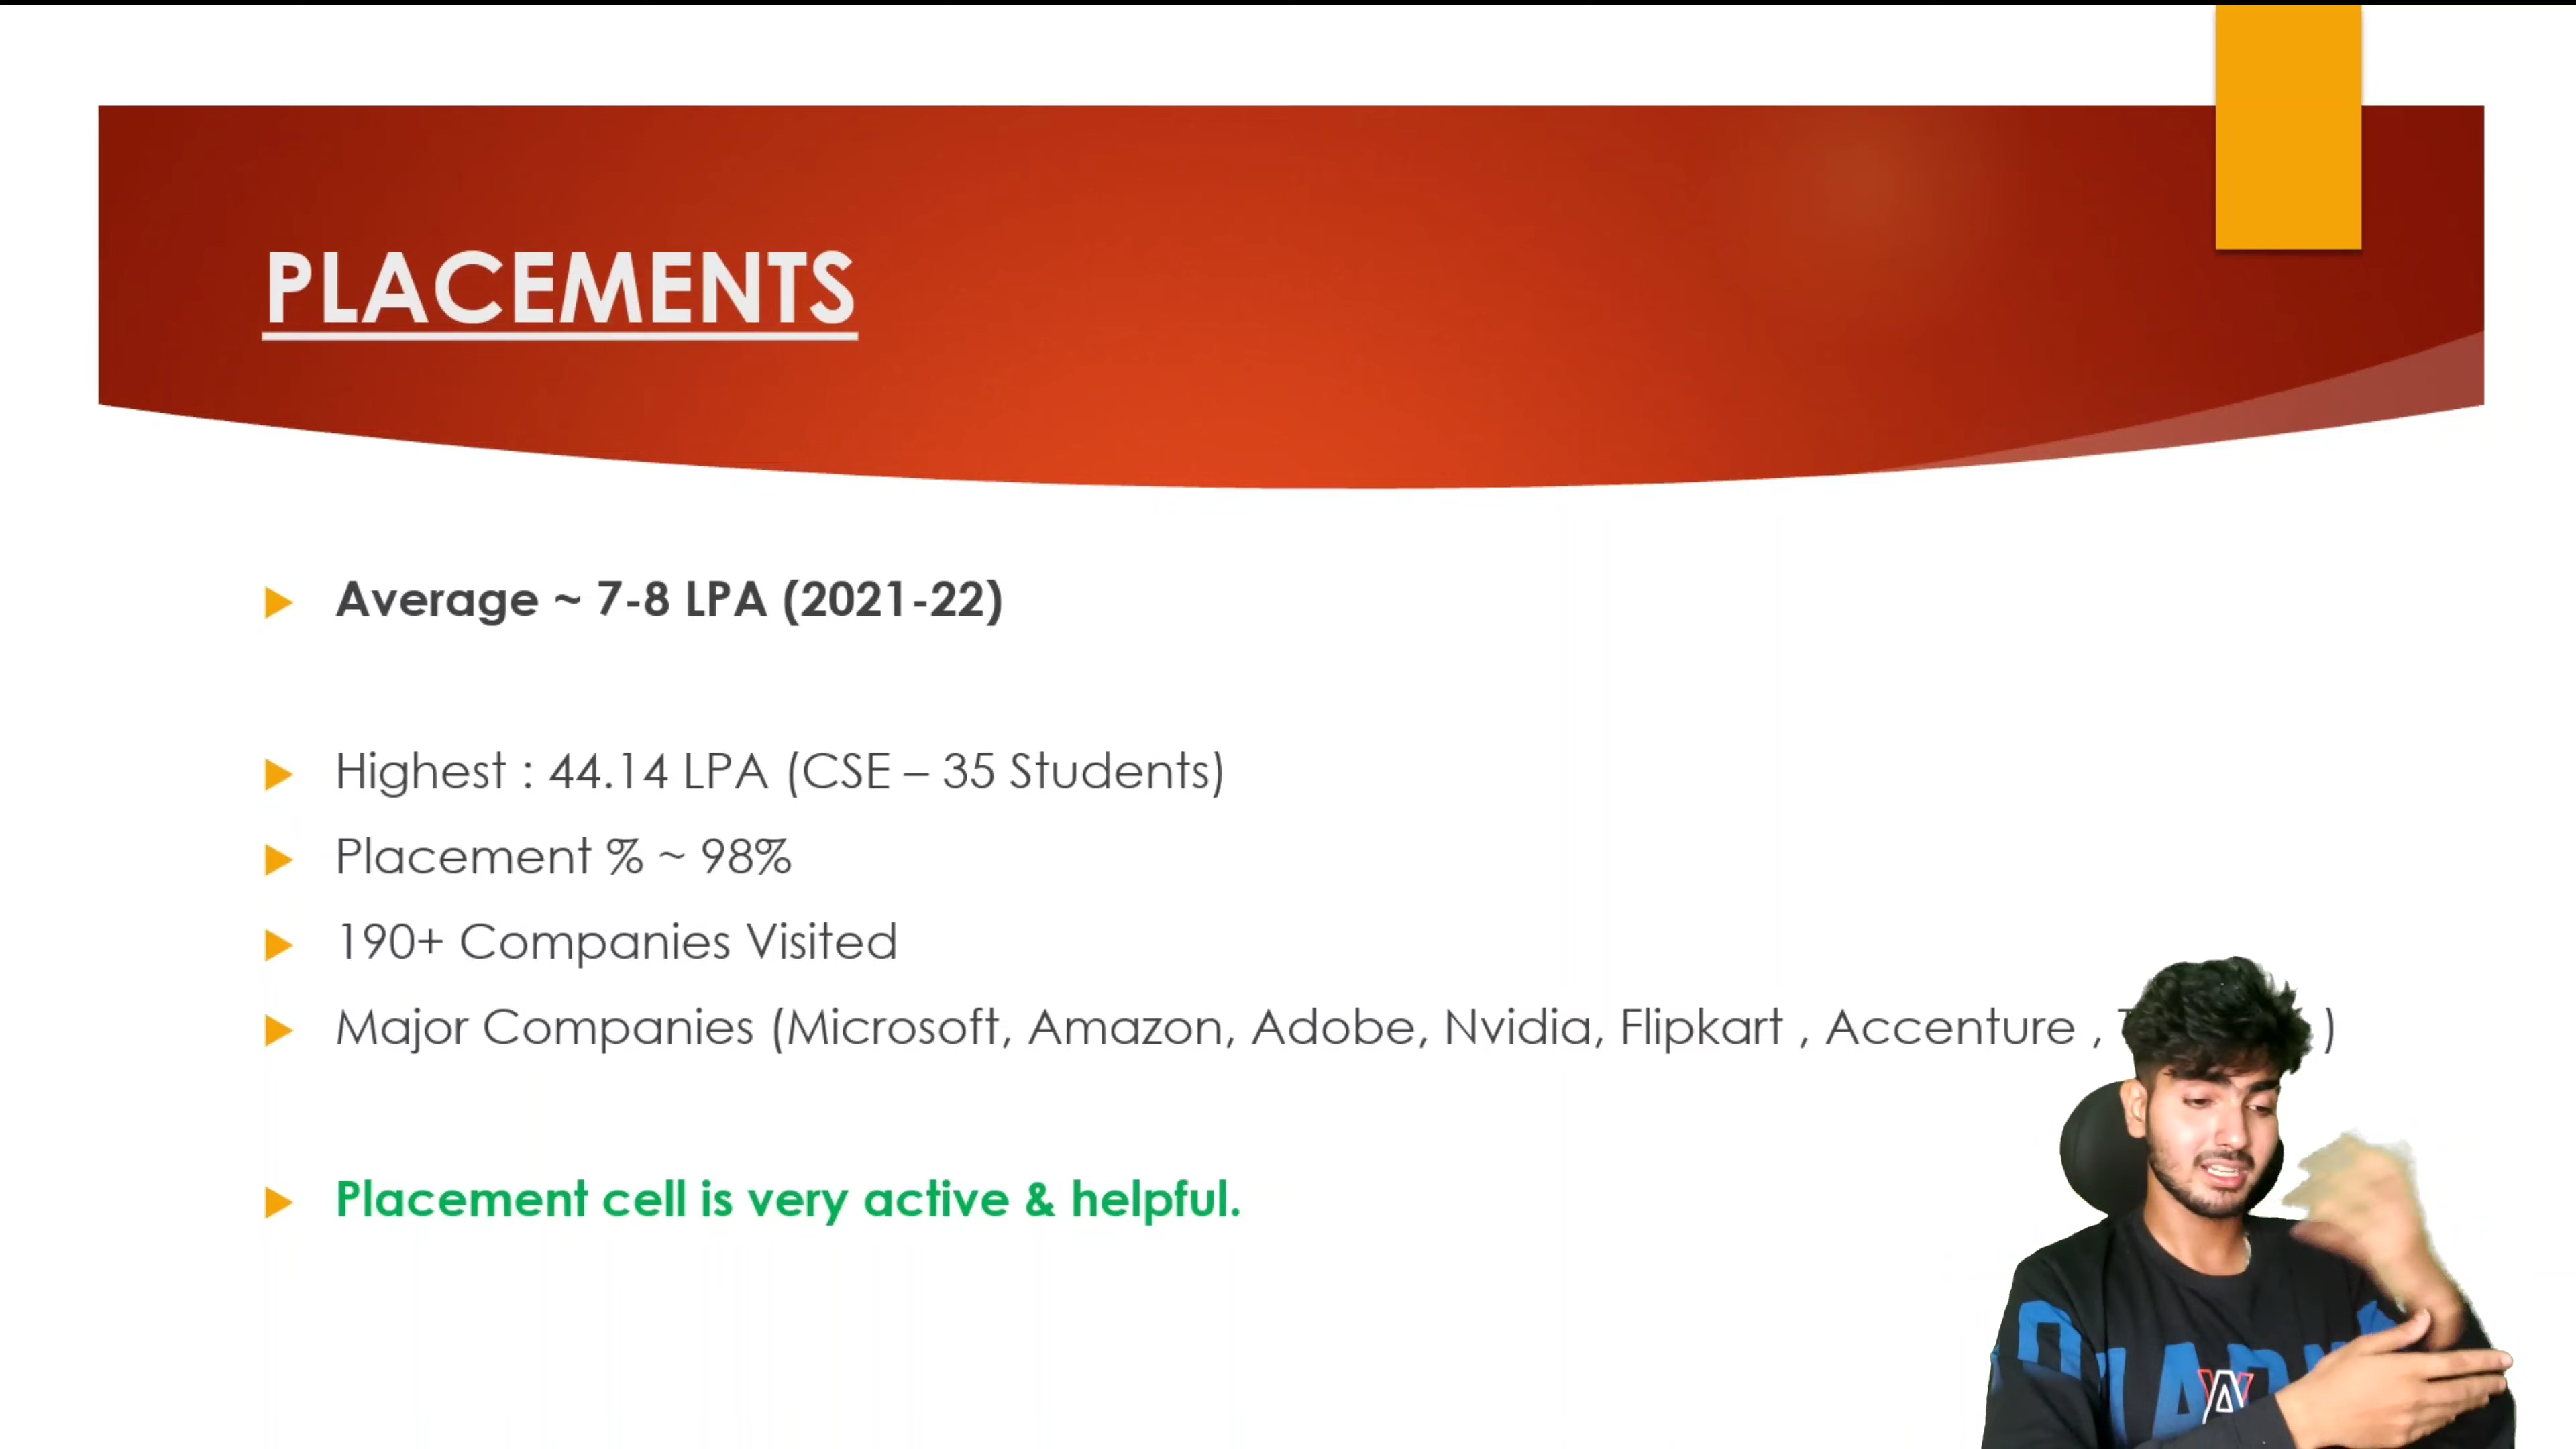 PLACEMENTS
Average ~ 7-8 LPA (2021-22)
Highest : 44.14 LPA (CSE – 35 Students)
Placement % ~ 98%
190+ Companies Visited
Major Companies (Microsoft, Amazon, Adobe, Nvidia, Flipkart , Accenture , )
Placement cell is very active & helpful.